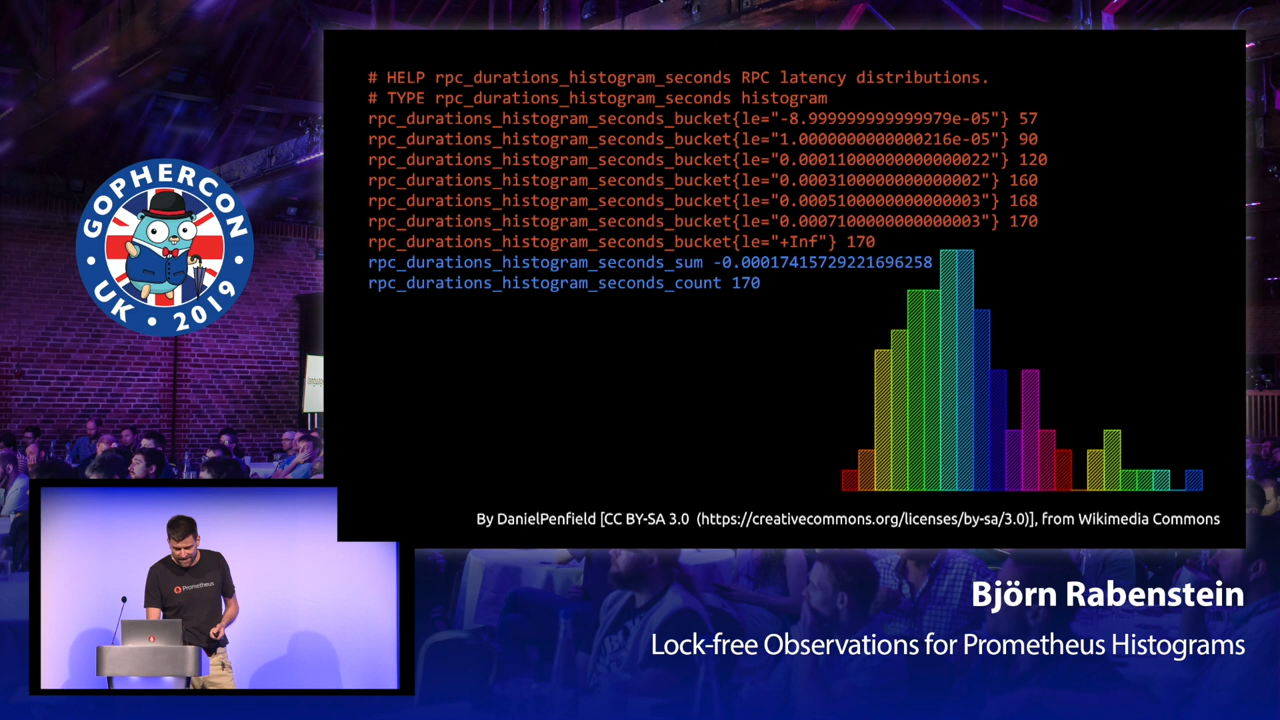 # HELP rpc_durations_histogram_seconds RPC latency distributions.
# TYPE rpc_durations_histogram_seconds histogram
rpc_durations_histogram_seconds_bucket{le="-8.999999999999979e-05"} 57
rpc_durations_histogram_seconds_bucket{le="1.0000000000000216e-05"} 90
rpc_durations_histogram_seconds_bucket{le="0.00011000000000000022"} 120
rpc_durations_histogram_seconds_bucket{le="0.0003100000000000002"} 160
rpc_durations_histogram_seconds_bucket{le="0.0005100000000000003"} 168
rpc_durations_histogram_seconds_bucket{le="0.0007100000000000003"} 170
rpc_durations_histogram_seconds_bucket{le="+Inf"} 170
rpc_durations_histogram_seconds_sum -0.00017415729221696258
rpc_durations_histogram_seconds_count 170
By DanielPenfield [CC BY-SA 3.0 (https://creativecommons.org/licenses/by-sa/3.0)], from Wikimedia Commons
GOPHERCON
• UK • 2019 •
Prometheus
Björn Rabenstein
Lock-free Observations for Prometheus Histograms